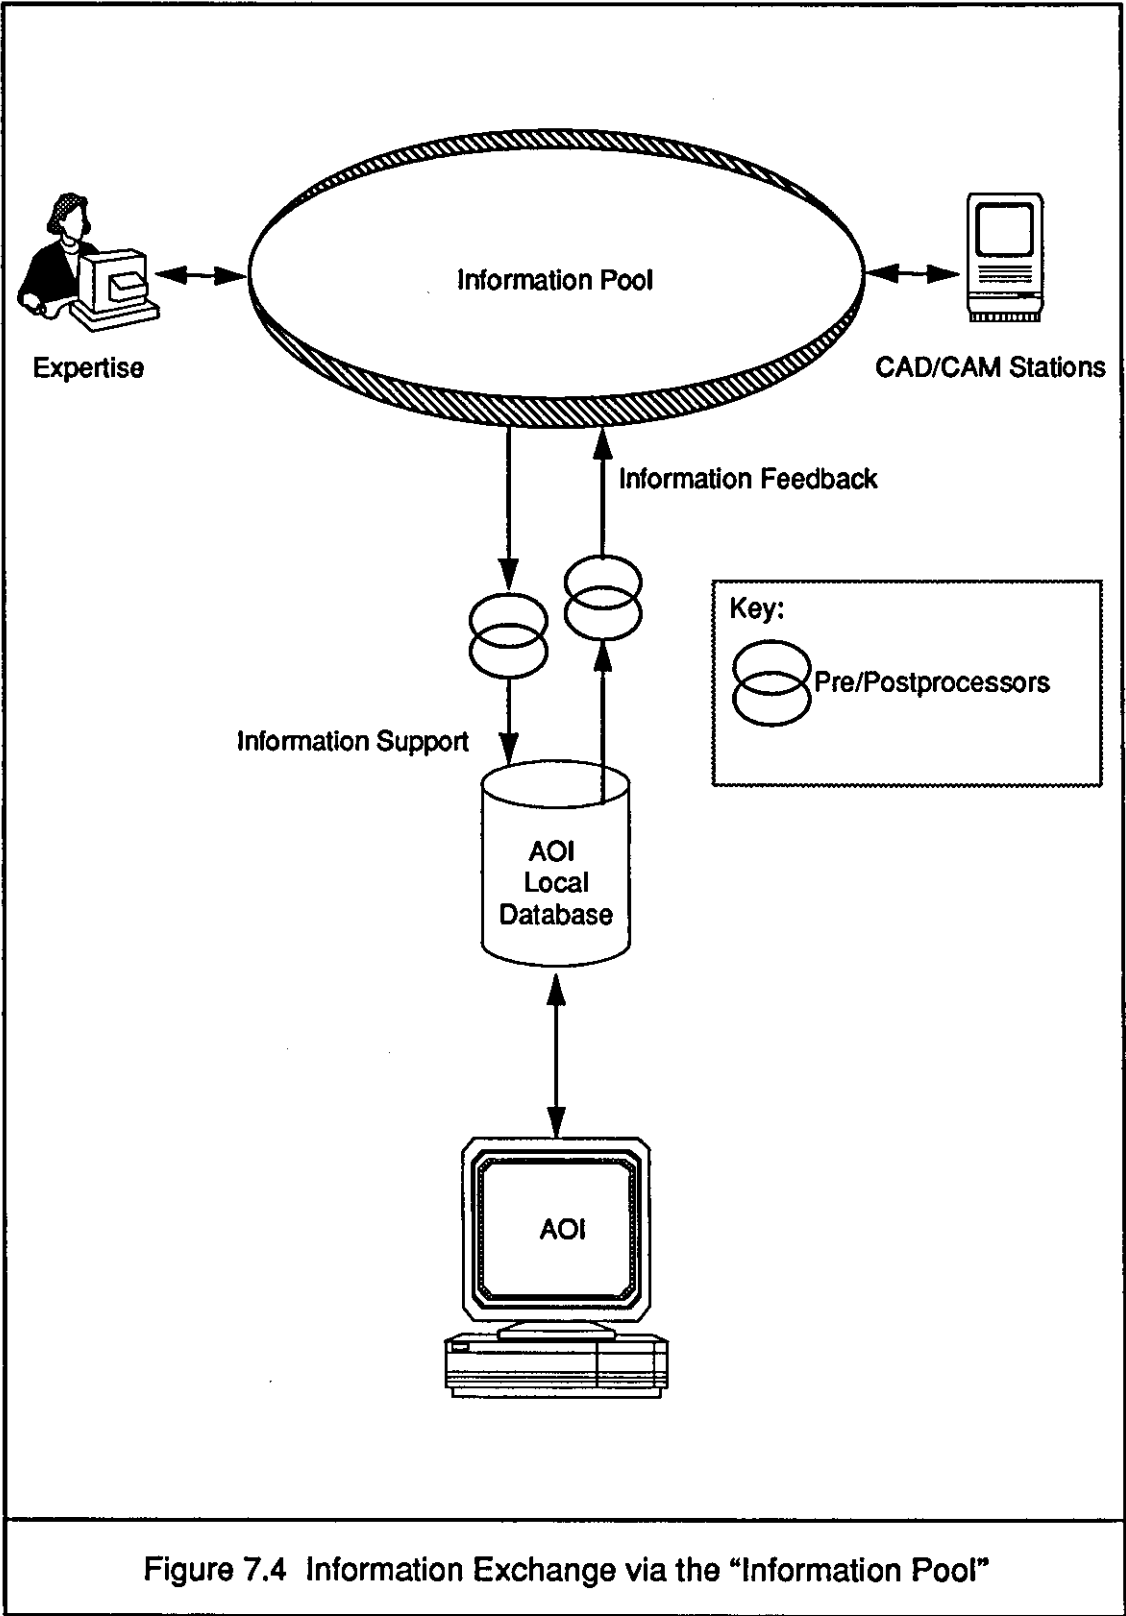 Information Pool
Expertise
CAD/CAM Stations
Information Feedback
Key:
Pre/Postprocessors
Information Support
AOI
Local
Database
AOI
Figure 7.4 Information Exchange via the “Information Pool”